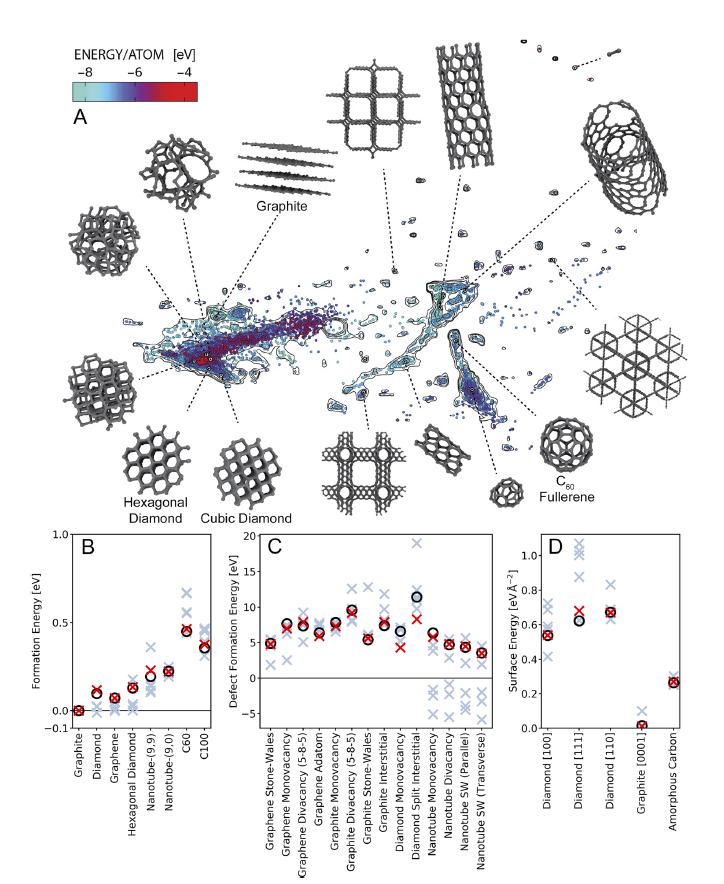 ENERGY/ATOM [eV]
−8 −6 −4
A
Graphite
C60
Fullerene
Hexagonal
Diamond
Cubic Diamond
B
Formation Energy [eV]
1.0
0.5
0.0
−0.1
Graphite
Diamond
Graphene
Hexagonal Diamond
Nanotube-(9,9)
Nanotube-(9,0)
C60
C100
C
Defect Formation Energy [eV]
20
15
10
5
0
−5
Graphene Stone-Wales
Graphene Monovacancy
Graphene Divacancy (5-8-5)
Graphene Adatom
Graphite Monovacancy
Graphite Divacancy (5-8-5)
Graphite Stone-Wales
Graphite Interstitial
Diamond Monovacancy
Diamond Split Interstitial
Nanotube Monovacancy
Nanotube Divacancy
Nanotube SW (Parallel)
Nanotube SW (Transverse)
D
Surface Energy [eV Å−2]
1.0
0.8
0.6
0.4
0.2
0.0
Diamond [100]
Diamond [111]
Diamond [110]
Graphite [0001]
Amorphous Carbon